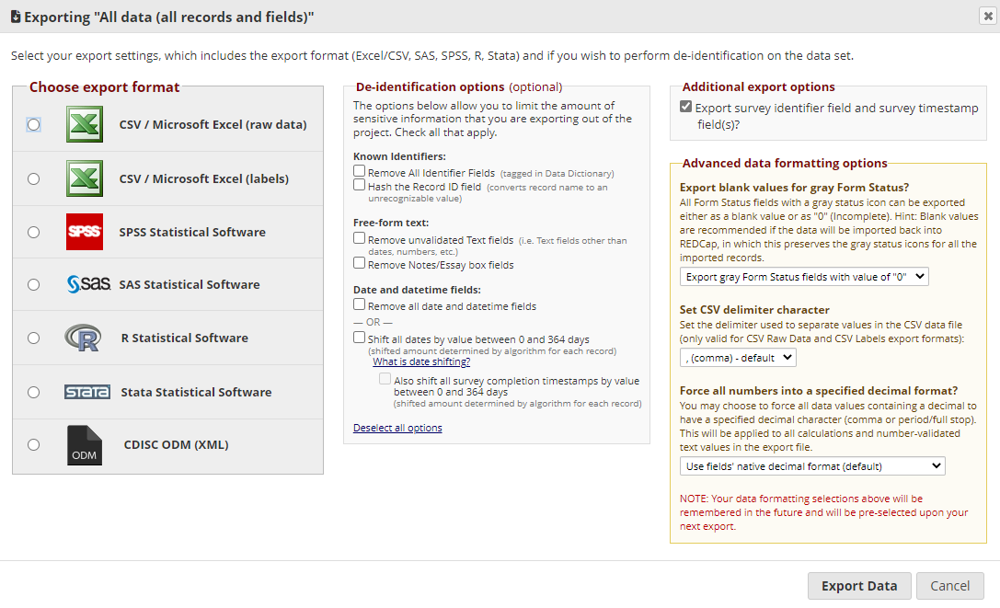 Exporting "All data (all records and fields)"
Select your export settings, which includes the export format (Excel/CSV, SAS, SPSS, R, Stata) and if you wish to perform de-identification on the data set.
Choose export format
CSV / Microsoft Excel (raw data)
CSV / Microsoft Excel (labels)
SPSS
SPSS Statistical Software
sas
SAS Statistical Software
R
R Statistical Software
STATA
Stata Statistical Software
ODM
CDISC ODM (XML)
De-identification options (optional)
The options below allow you to limit the amount of
sensitive information that you are exporting out of the
project. Check all that apply.
Known Identifiers:
Remove All Identifier Fields (tagged in Data Dictionary)
Hash the Record ID field (converts record name to an
unrecognizable value)
Free-form text:
Remove unvalidated Text fields (i.e. Text fields other than
dates, numbers, etc.)
Remove Notes/Essay box fields
Date and datetime fields:
Remove all date and datetime fields
— OR —
Shift all dates by value between 0 and 364 days
(shifted amount determined by algorithm for each record)
What is date shifting?
Also shift all survey completion timestamps by value
between 0 and 364 days
(shifted amount determined by algorithm for each record)
Deselect all options
Additional export options
Export survey identifier field and survey timestamp
field(s)?
Advanced data formatting options
Export blank values for gray Form Status?
All Form Status fields with a gray status icon can be exported
either as a blank value or as "0" (Incomplete). Hint: Blank values
are recommended if the data will be imported back into
REDCap, in which this preserves the gray status icons for all the
imported records.
Export gray Form Status fields with value of "0"
Set CSV delimiter character
Set the delimiter used to separate values in the CSV data file
(only valid for CSV Raw Data and CSV Labels export formats):
, (comma) - default
Force all numbers into a specified decimal format?
You may choose to force all data values containing a decimal to
have a specified decimal character (comma or period/full stop).
This will be applied to all calculations and number-validated
text values in the export file.
Use fields' native decimal format (default)
NOTE: Your data formatting selections above will be
remembered in the future and will be pre-selected upon your
next export.
Export Data
Cancel